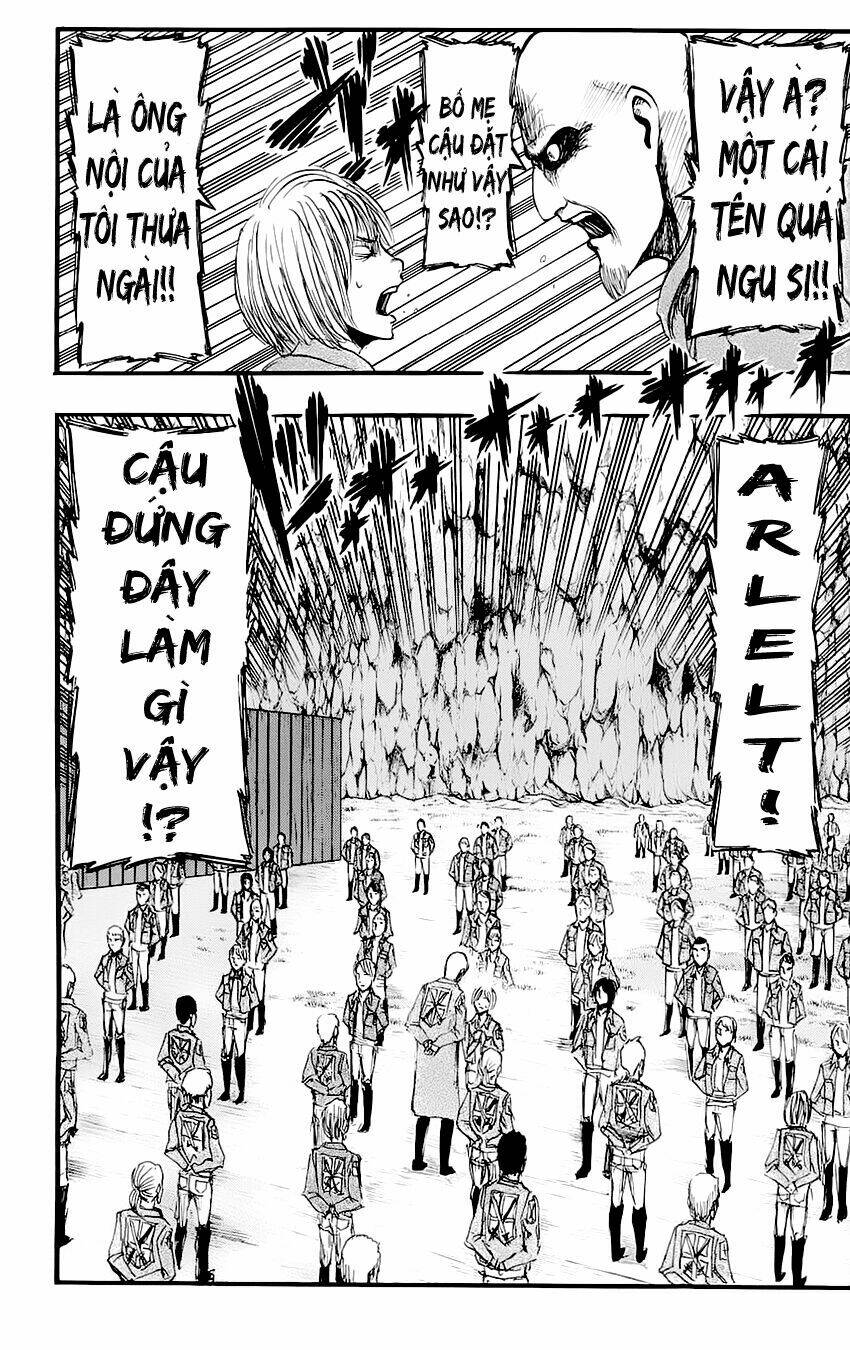 VẬY À?
MỘT CÁI
TÊN QUÁ
NGU SI!!
BỐ MẸ
CẬU ĐẶT
NHƯ VẬY
SAO!?
LÀ ÔNG
NỘI CỦA
TÔI THƯA
NGÀI!!
ARLELT!
CẬU
ĐỨNG
ĐÂY
LÀM
GÌ
VẬY
!?